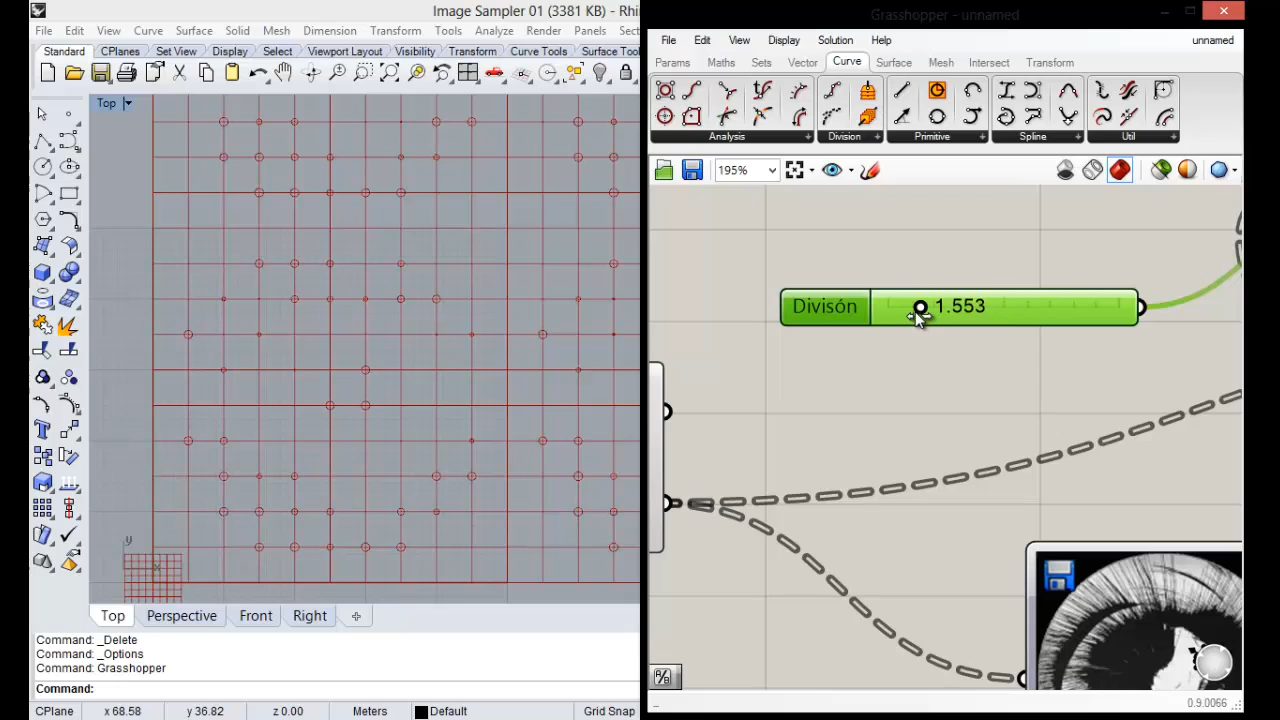 Image Sampler 01 (3381 KB) - Rhi
File Edit View Curve Surface Solid Mesh Dimension Transform Tools Analyze Render Panels Sect
Standard CPlanes Set View Display Select Viewport Layout Visibility Transform Curve Tools Surface Tool
Top
y
x
Top Perspective Front Right
Command: _Delete
Command: _Options
Command: Grasshopper
Command:
CPlane x 68.58 y 36.82 z 0.00 Meters Default Grid Snap
Grasshopper - unnamed
File Edit View Display Solution Help unnamed
Params Maths Sets Vector Curve Surface Mesh Intersect Transform
Analysis Division Primitive Spline Util
195%
Divisón 1.553
0.9.0066